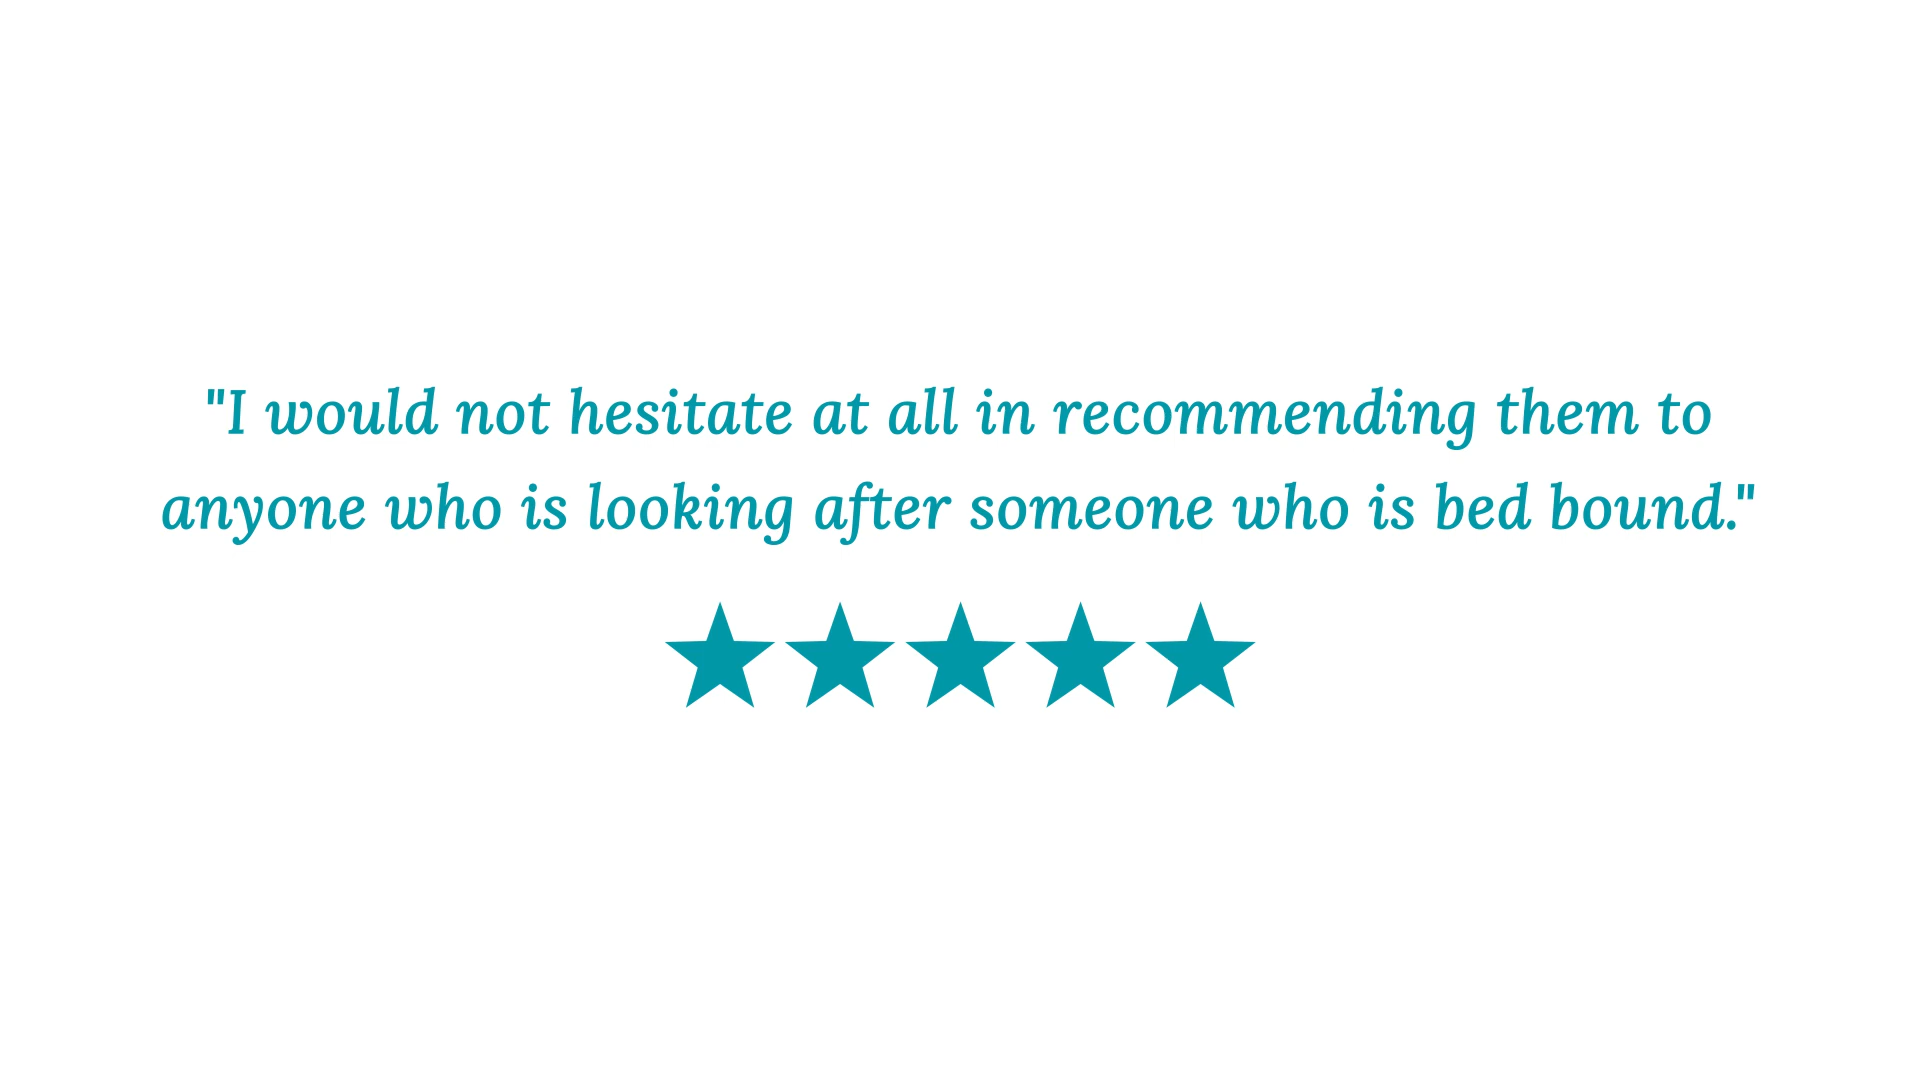 "I would not hesitate at all in recommending them to
anyone who is looking after someone who is bed bound."